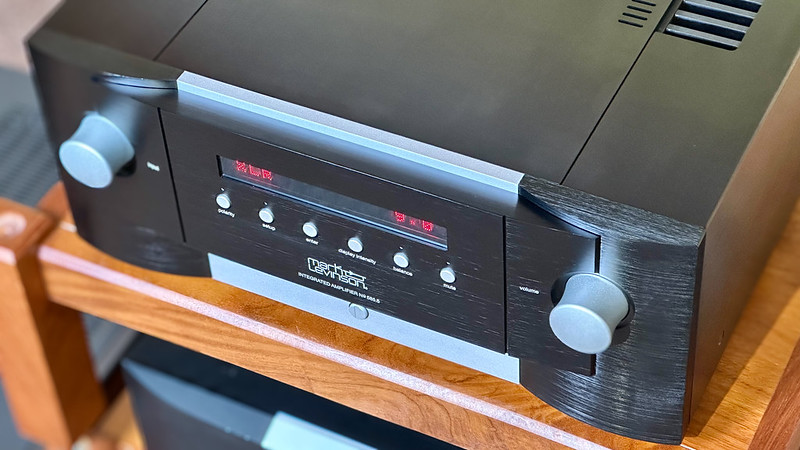 input
polarity
setup
enter
display intensity
balance
mute
mark
Levinson®
INTEGRATED AMPLIFIER Nº 585.5
volume